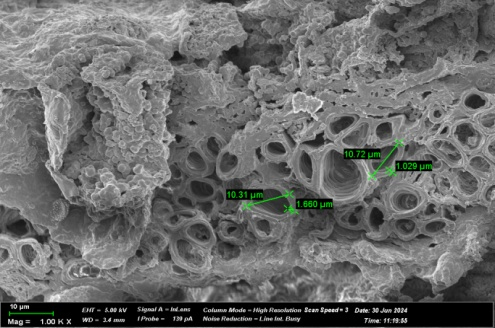 10.72 µm
1.029 µm
10.31 µm
1.660 µm
10 µm
Mag = 1.00 K X
EHT = 5.00 kV
WD = 3.4 mm
Signal A = InLens
I Probe = 139 pA
Column Mode = High Resolution
Noise Reduction = Line Int. Busy
Scan Speed = 3
Date: 30 Jun 2024
Time: 11:19:55